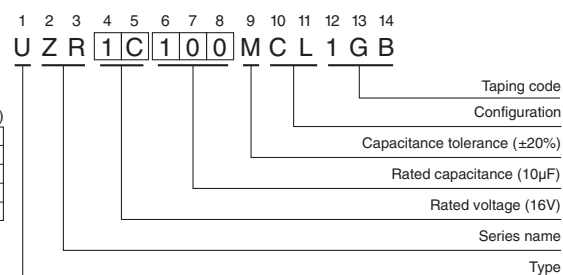 1 2 3 4 5 6 7 8 9 10 11 12 13 14
U Z R 1 C 1 0 0 M C L 1 G B
Taping code
)
Configuration
Capacitance tolerance (±20%)
Rated capacitance (10µF)
Rated voltage (16V)
Series name
Type